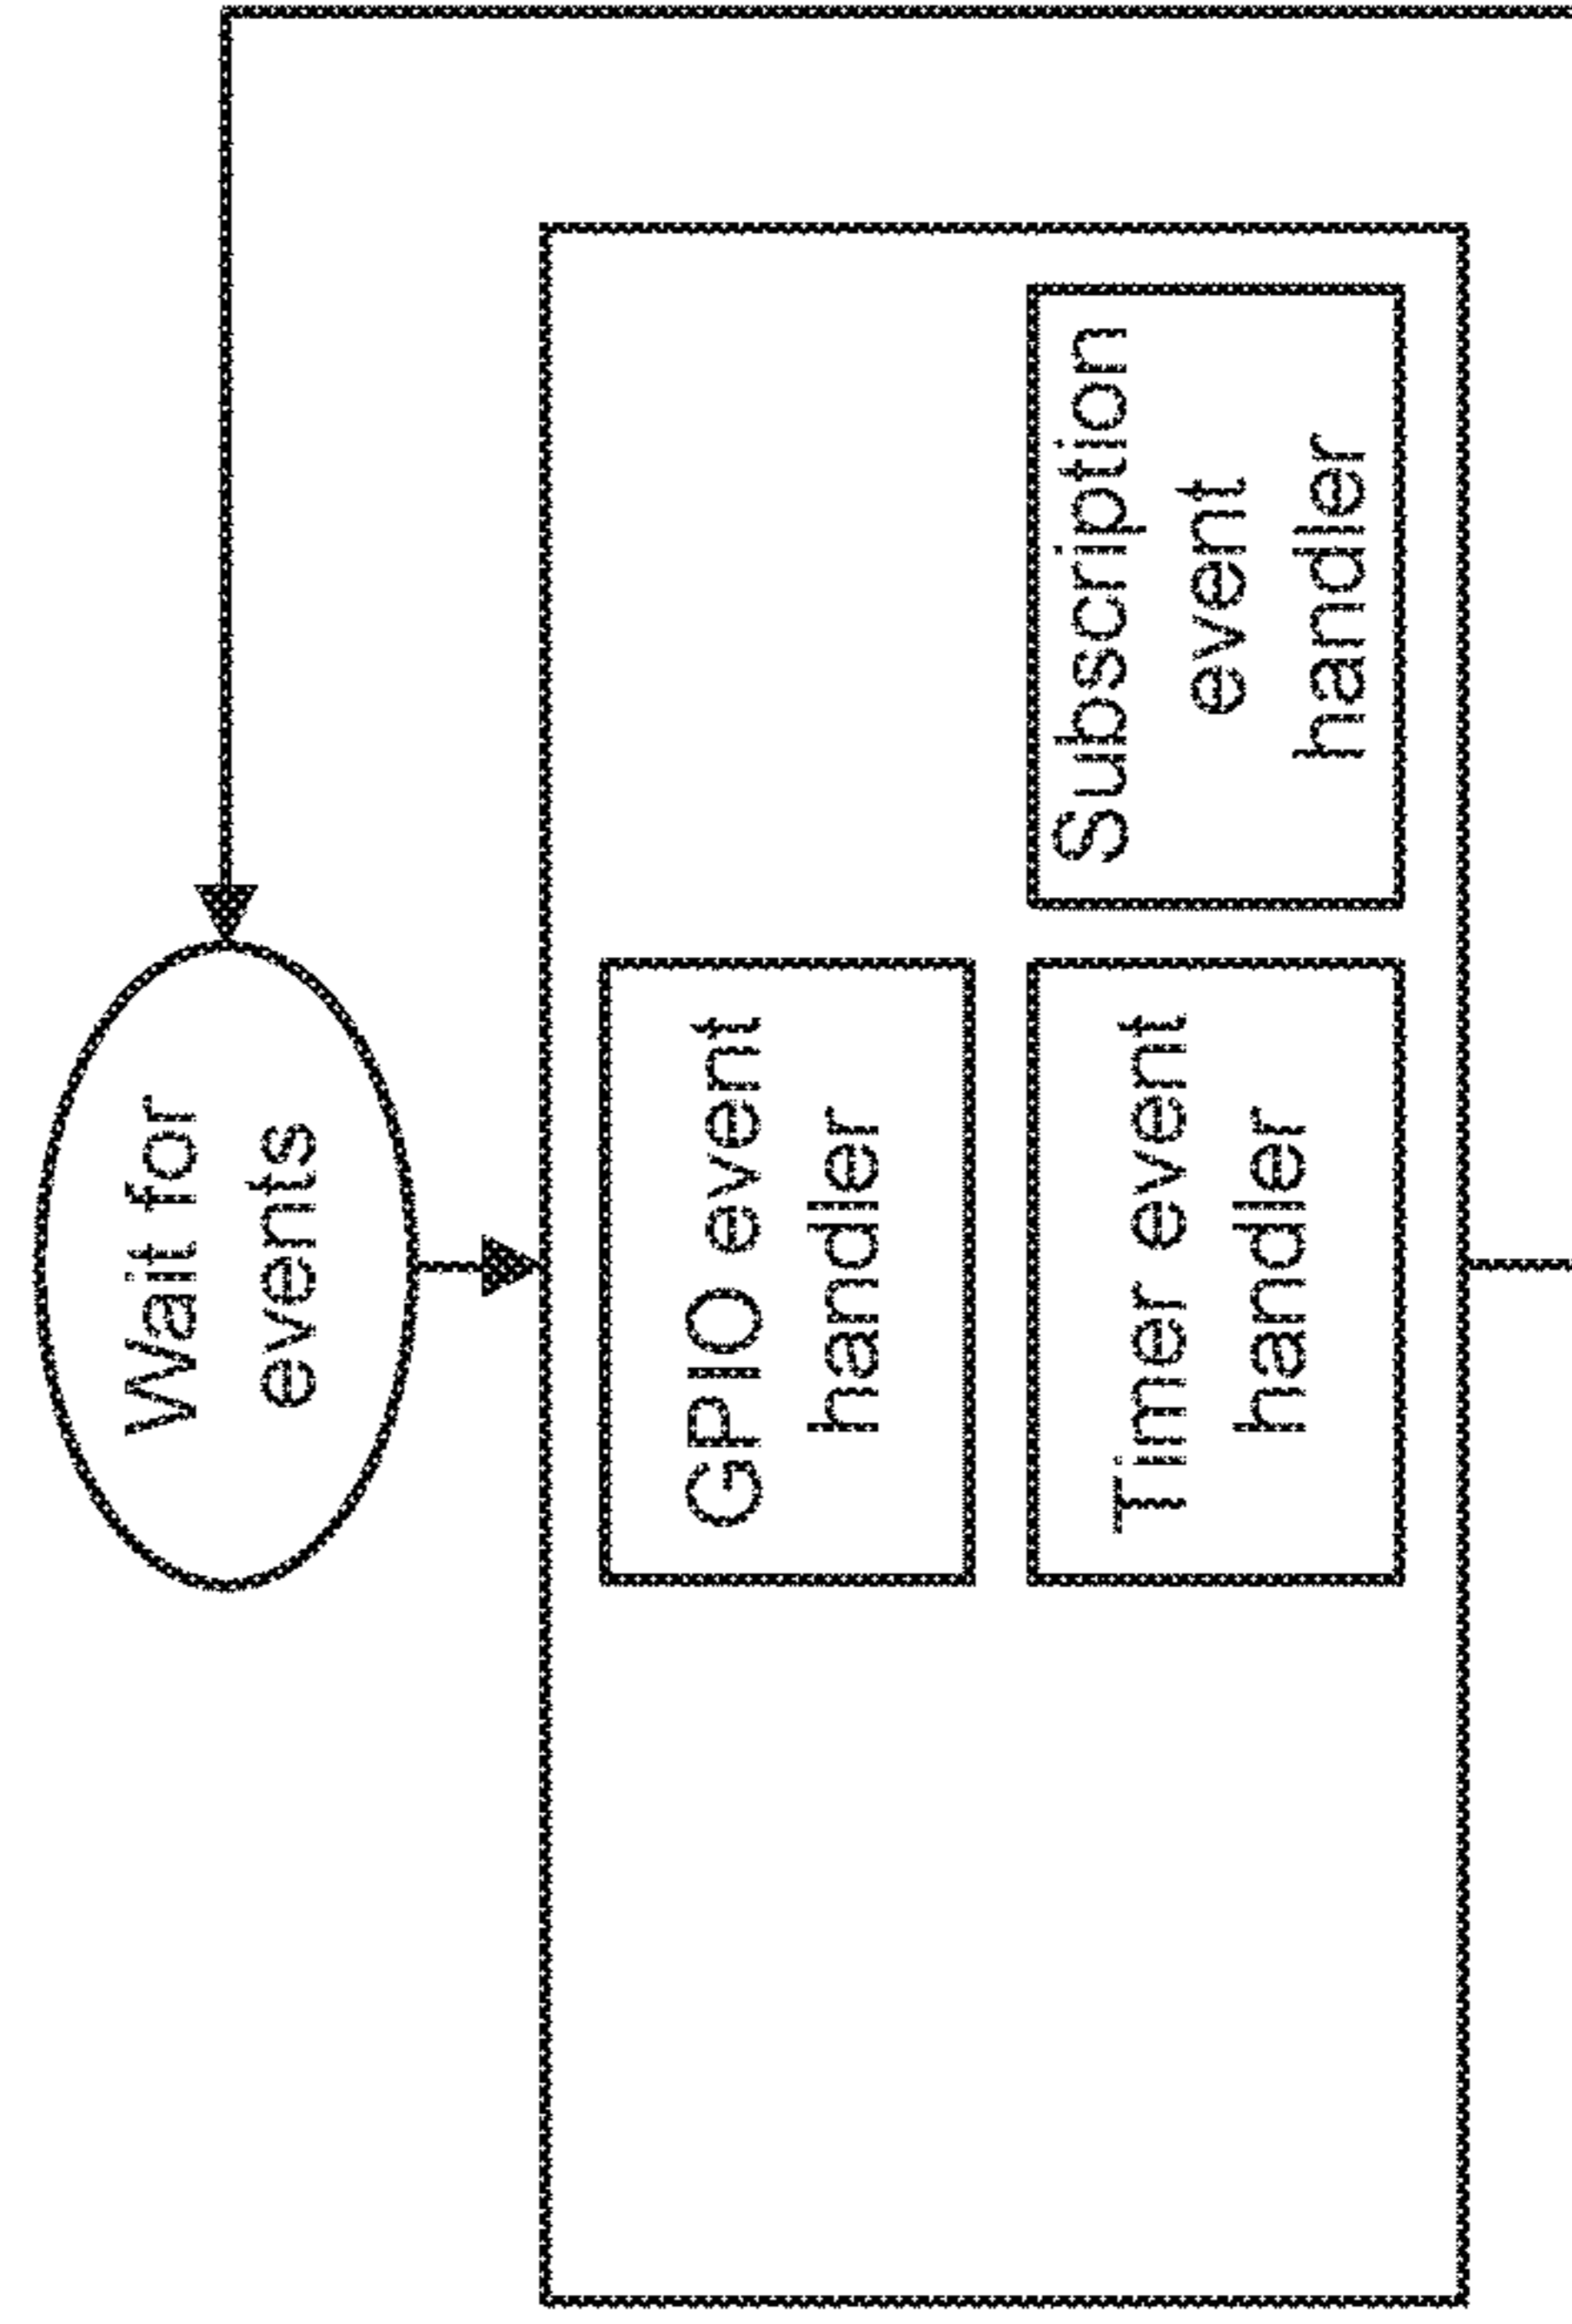 Wait for
events
GPIO event
handler
Timer event
handler
Subscription
event
handler